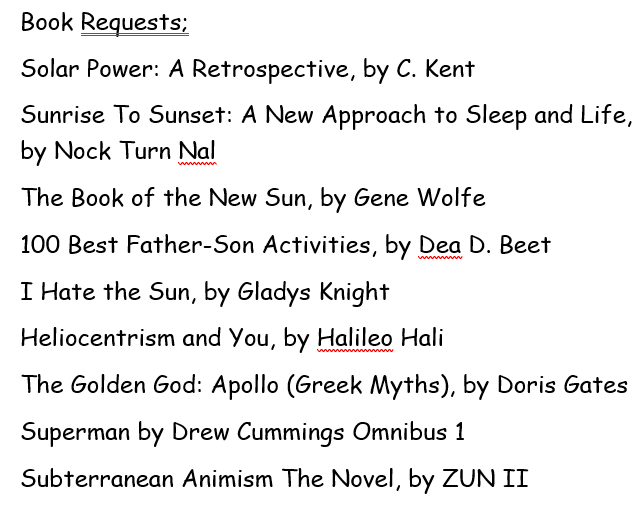 Book Requests;
Solar Power: A Retrospective, by C. Kent
Sunrise To Sunset: A New Approach to Sleep and Life,
by Nock Turn Nal
The Book of the New Sun, by Gene Wolfe
100 Best Father-Son Activities, by Dea D. Beet
I Hate the Sun, by Gladys Knight
Heliocentrism and You, by Halileo Hali
The Golden God: Apollo (Greek Myths), by Doris Gates
Superman by Drew Cummings Omnibus 1
Subterranean Animism The Novel, by ZUN II